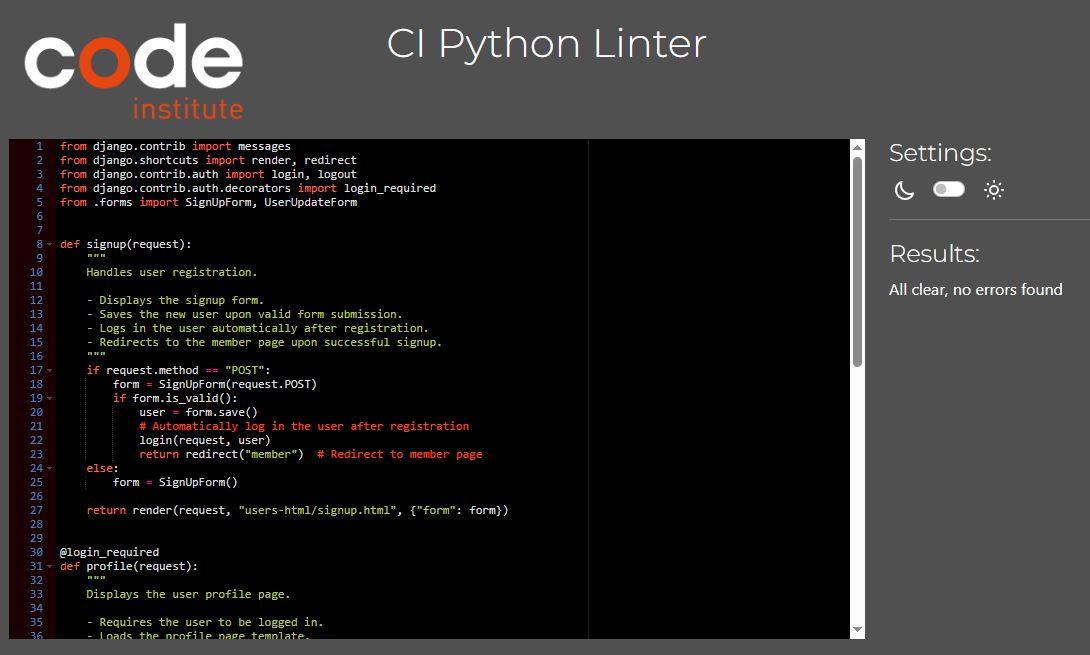 code
institute
CI Python Linter
1 from django.contrib import messages
2 from django.shortcuts import render, redirect
3 from django.contrib.auth import login, logout
4 from django.contrib.auth.decorators import login_required
5 from .forms import SignUpForm, UserUpdateForm
6
7
8 def signup(request):
9     """
10     Handles user registration.
11
12     - Displays the signup form.
13     - Saves the new user upon valid form submission.
14     - Logs in the user automatically after registration.
15     - Redirects to the member page upon successful signup.
16     """
17     if request.method == "POST":
18         form = SignUpForm(request.POST)
19         if form.is_valid():
20             user = form.save()
21             # Automatically log in the user after registration
22             login(request, user)
23             return redirect("member")  # Redirect to member page
24     else:
25         form = SignUpForm()
26
27     return render(request, "users-html/signup.html", {"form": form})
28
29
30 @login_required
31 def profile(request):
32     """
33     Displays the user profile page.
34
35     - Requires the user to be logged in.
36     - Loads the profile page template.
Settings:
Results:
All clear, no errors found